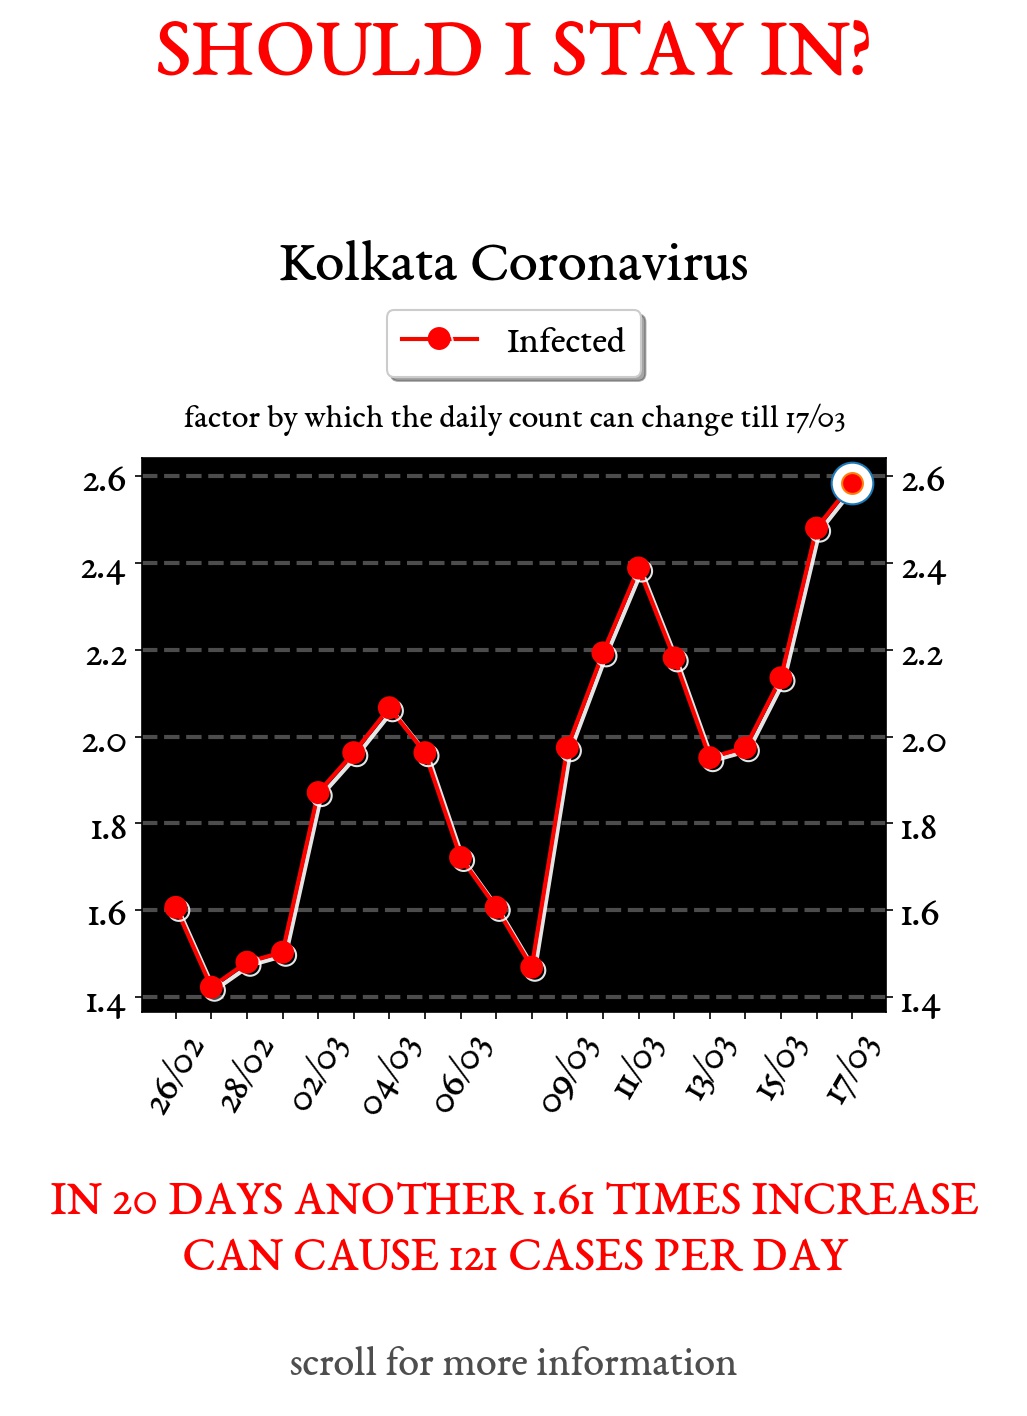 SHOULD I STAY IN?
Kolkata Coronavirus
Infected
factor by which the daily count can change till 17/03
2.6 2.6
2.4 2.4
2.2 2.2
2.0 2.0
1.8 1.8
1.6 1.6
1.4 1.4
26/02 28/02 02/03 04/03 06/03 09/03 11/03 13/03 15/03 17/03
IN 20 DAYS ANOTHER 1.61 TIMES INCREASE
CAN CAUSE 121 CASES PER DAY
scroll for more information